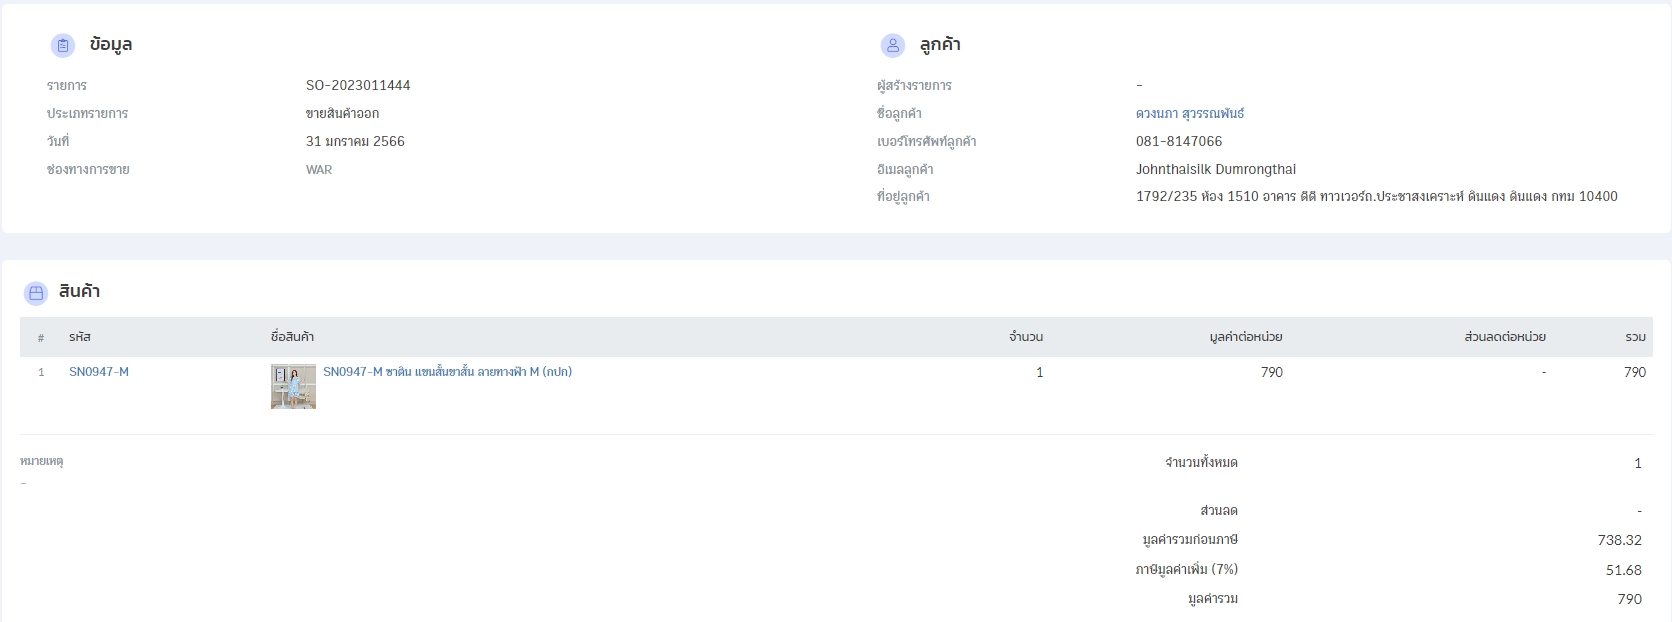 ข้อมูล
รายการ SO-2023011444
ประเภทรายการ ขายสินค้าออก
วันที่ 31 มกราคม 2566
ช่องทางการขาย WAR
ลูกค้า
ผู้สร้างรายการ -
ชื่อลูกค้า ดวงนภา สุวรรณพันธ์
เบอร์โทรศัพท์ลูกค้า 081-8147066
อีเมลลูกค้า Johnthaisilk Dumrongthai
ที่อยู่ลูกค้า 1792/235 ห้อง 1510 อาคาร ดีดี ทาวเวอร์ถ.ประชาสงเคราะห์ ดินแดง ดินแดง กทม 10400
สินค้า
# รหัส ชื่อสินค้า จำนวน มูลค่าต่อหน่วย ส่วนลดต่อหน่วย รวม
1 SN0947-M SN0947-M ซาติน แขนสั้นขาสั้น ลายทางฟ้า M (กปก) 1 790 - 790
หมายเหตุ
-
จำนวนทั้งหมด 1
ส่วนลด -
มูลค่ารวมก่อนภาษี 738.32
ภาษีมูลค่าเพิ่ม (7%) 51.68
มูลค่ารวม 790